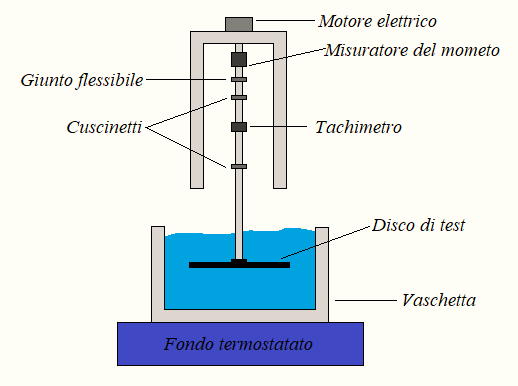 Motore elettrico
Misuratore del mometo
Giunto flessibile
Cuscinetti
Tachimetro
Disco di test
Vaschetta
Fondo termostatato